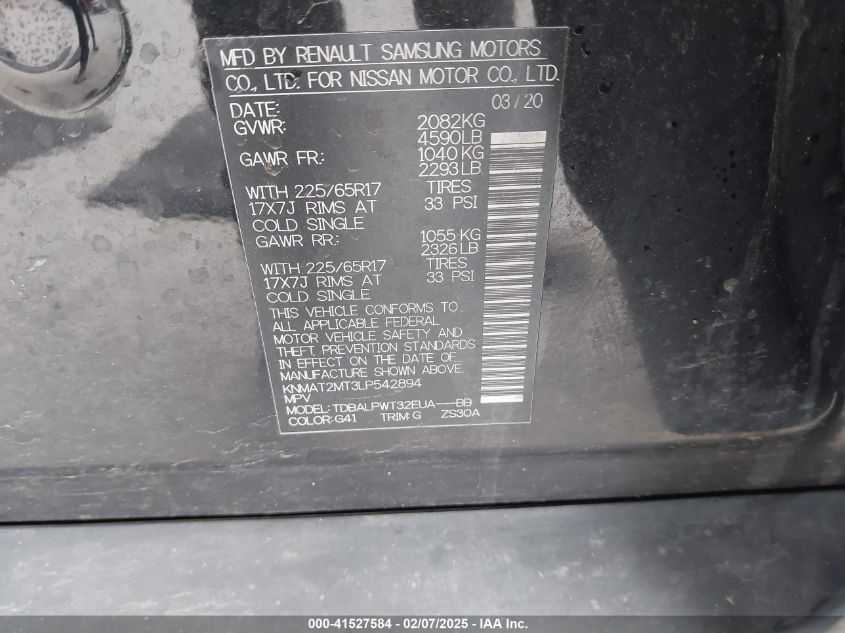 MFD BY RENAULT SAMSUNG MOTORS
CO., LTD. FOR NISSAN MOTOR CO., LTD.
DATE: 03/20
GVWR: 2082KG
4590LB
GAWR FR: 1040KG
2293LB
WITH 225/65R17 TIRES
17X7J RIMS AT 33 PSI
COLD SINGLE
GAWR RR: 1055KG
2326LB
WITH 225/65R17 TIRES
17X7J RIMS AT 33 PSI
COLD SINGLE
THIS VEHICLE CONFORMS TO
ALL APPLICABLE FEDERAL
MOTOR VEHICLE SAFETY AND
THEFT PREVENTION STANDARDS
IN EFFECT ON THE DATE OF
MANUFACTURE SHOWN ABOVE.
KNMAT2MT3LP542894
MPV
MODEL: TDBALPWT32EUA---BB
COLOR: G41 TRIM: G ZS30A
000-41527584 - 02/07/2025 - IAA Inc.